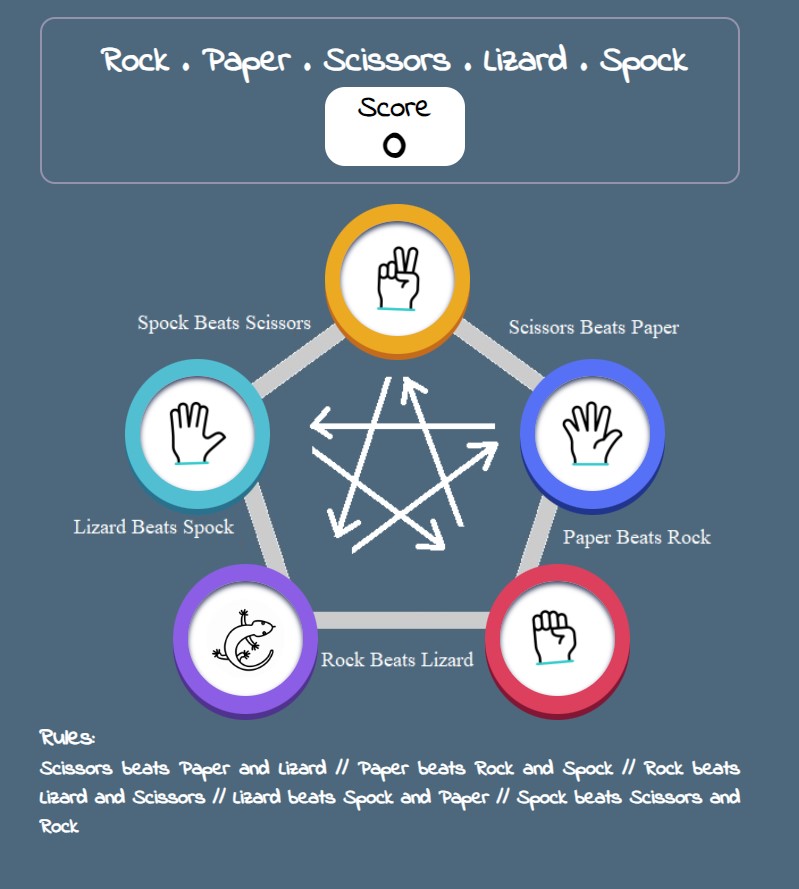 Rock . Paper . Scissors . Lizard . Spock
Score
0
Spock Beats Scissors
Scissors Beats Paper
Lizard Beats Spock
Paper Beats Rock
Rock Beats Lizard
Rules:
Scissors beats Paper and Lizard // Paper beats Rock and Spock // Rock beats
Lizard and Scissors // Lizard beats Spock and Paper // Spock beats Scissors and
Rock